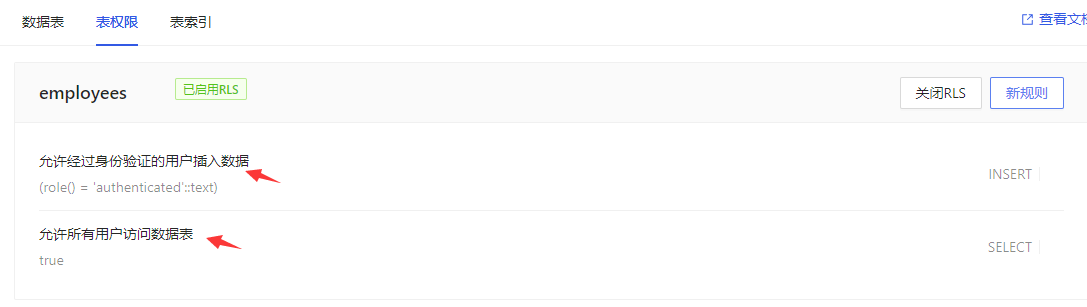 数据表 表权限 表索引 查看文档
employees 已启用RLS 关闭RLS 新规则
允许经过身份验证的用户插入数据
(role() = 'authenticated'::text) INSERT
允许所有用户访问数据表
true SELECT